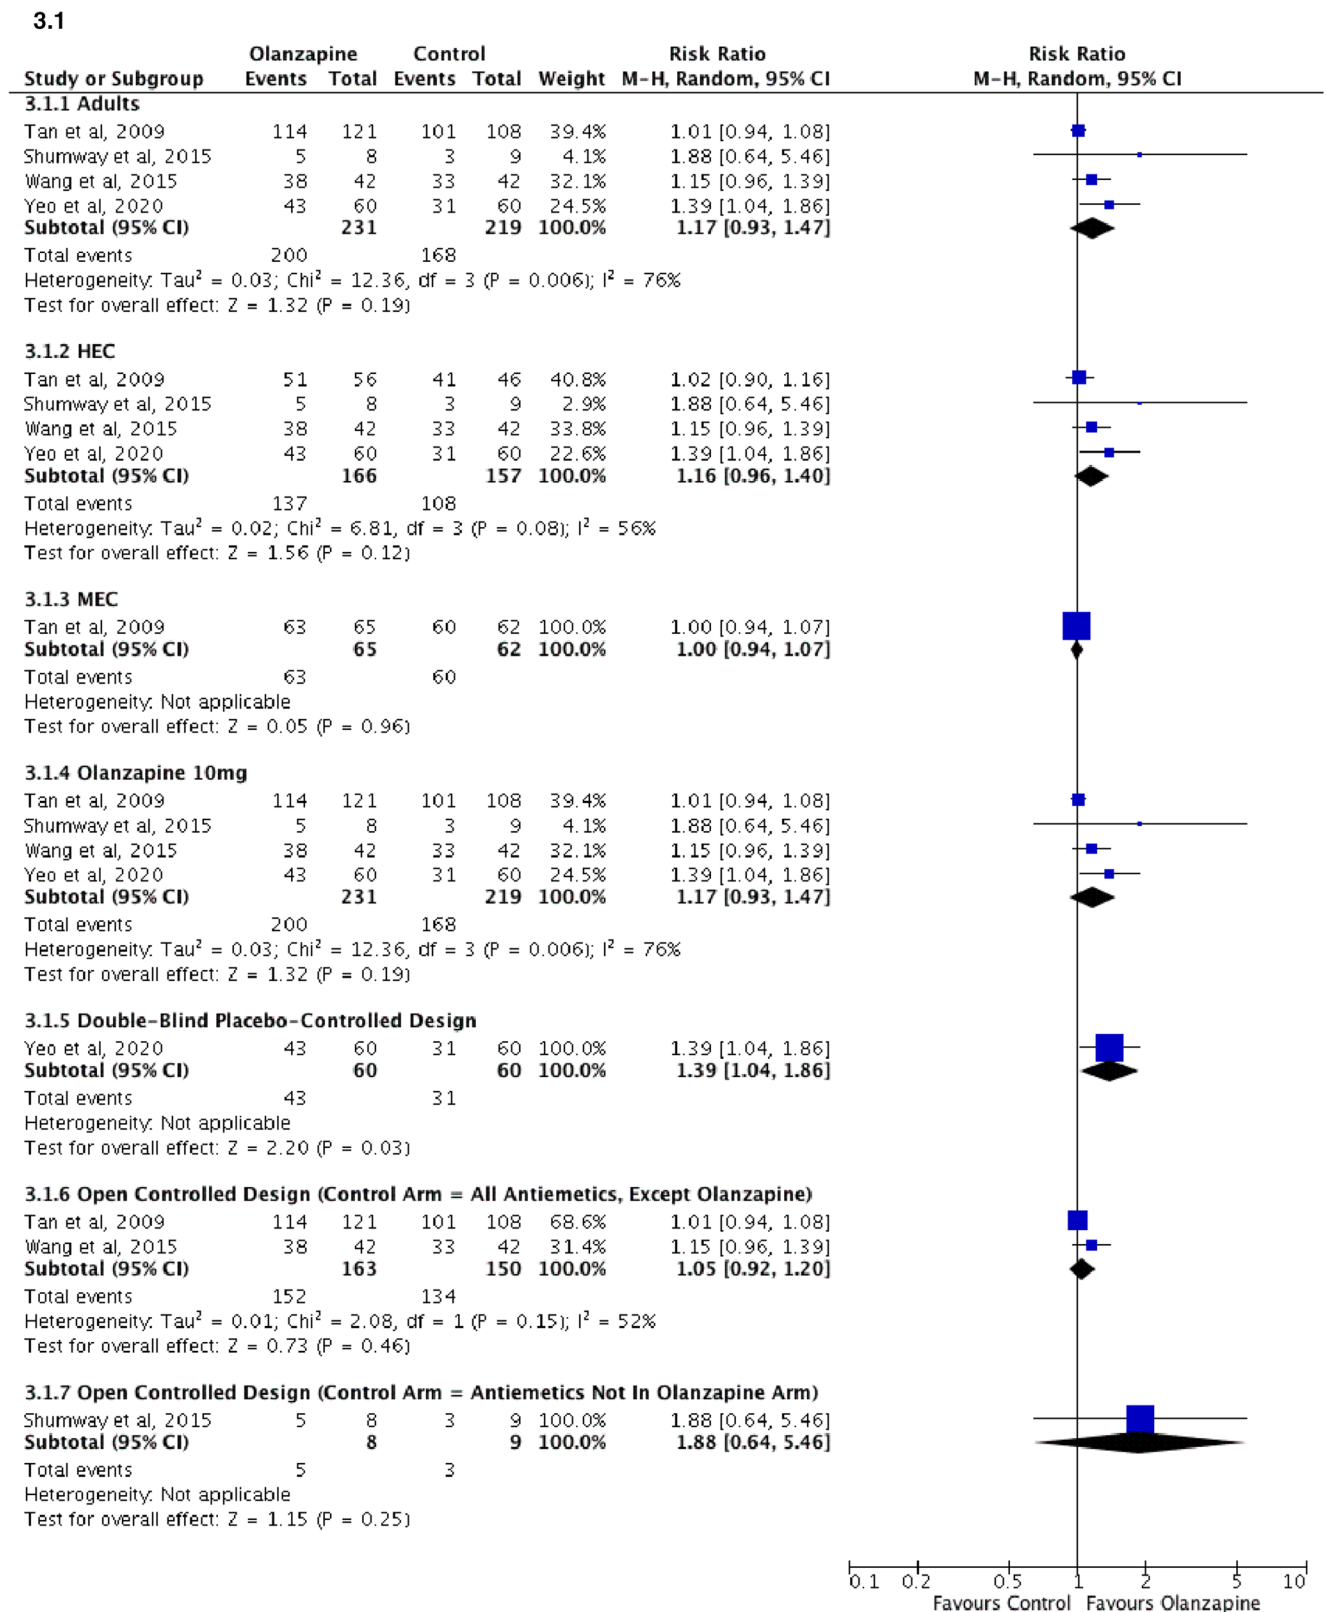 3.1
Olanzapine Control Risk Ratio Risk Ratio
Study or Subgroup Events Total Events Total Weight M-H, Random, 95% CI M-H, Random, 95% CI
3.1.1 Adults
Tan et al, 2009 114 121 101 108 39.4% 1.01 [0.94, 1.08]
Shumway et al, 2015 5 8 3 9 4.1% 1.88 [0.64, 5.46]
Wang et al, 2015 38 42 33 42 32.1% 1.15 [0.96, 1.39]
Yeo et al, 2020 43 60 31 60 24.5% 1.39 [1.04, 1.86]
Subtotal (95% CI) 231 219 100.0% 1.17 [0.93, 1.47]
Total events 200 168
Heterogeneity: Tau² = 0.03; Chi² = 12.36, df = 3 (P = 0.006); I² = 76%
Test for overall effect: Z = 1.32 (P = 0.19)
3.1.2 HEC
Tan et al, 2009 51 56 41 46 40.8% 1.02 [0.90, 1.16]
Shumway et al, 2015 5 8 3 9 2.9% 1.88 [0.64, 5.46]
Wang et al, 2015 38 42 33 42 33.8% 1.15 [0.96, 1.39]
Yeo et al, 2020 43 60 31 60 22.6% 1.39 [1.04, 1.86]
Subtotal (95% CI) 166 157 100.0% 1.16 [0.96, 1.40]
Total events 137 108
Heterogeneity: Tau² = 0.02; Chi² = 6.81, df = 3 (P = 0.08); I² = 56%
Test for overall effect: Z = 1.56 (P = 0.12)
3.1.3 MEC
Tan et al, 2009 63 65 60 62 100.0% 1.00 [0.94, 1.07]
Subtotal (95% CI) 65 62 100.0% 1.00 [0.94, 1.07]
Total events 63 60
Heterogeneity: Not applicable
Test for overall effect: Z = 0.05 (P = 0.96)
3.1.4 Olanzapine 10mg
Tan et al, 2009 114 121 101 108 39.4% 1.01 [0.94, 1.08]
Shumway et al, 2015 5 8 3 9 4.1% 1.88 [0.64, 5.46]
Wang et al, 2015 38 42 33 42 32.1% 1.15 [0.96, 1.39]
Yeo et al, 2020 43 60 31 60 24.5% 1.39 [1.04, 1.86]
Subtotal (95% CI) 231 219 100.0% 1.17 [0.93, 1.47]
Total events 200 168
Heterogeneity: Tau² = 0.03; Chi² = 12.36, df = 3 (P = 0.006); I² = 76%
Test for overall effect: Z = 1.32 (P = 0.19)
3.1.5 Double-Blind Placebo-Controlled Design
Yeo et al, 2020 43 60 31 60 100.0% 1.39 [1.04, 1.86]
Subtotal (95% CI) 60 60 100.0% 1.39 [1.04, 1.86]
Total events 43 31
Heterogeneity: Not applicable
Test for overall effect: Z = 2.20 (P = 0.03)
3.1.6 Open Controlled Design (Control Arm = All Antiemetics, Except Olanzapine)
Tan et al, 2009 114 121 101 108 68.6% 1.01 [0.94, 1.08]
Wang et al, 2015 38 42 33 42 31.4% 1.15 [0.96, 1.39]
Subtotal (95% CI) 163 150 100.0% 1.05 [0.92, 1.20]
Total events 152 134
Heterogeneity: Tau² = 0.01; Chi² = 2.08, df = 1 (P = 0.15); I² = 52%
Test for overall effect: Z = 0.73 (P = 0.46)
3.1.7 Open Controlled Design (Control Arm = Antiemetics Not In Olanzapine Arm)
Shumway et al, 2015 5 8 3 9 100.0% 1.88 [0.64, 5.46]
Subtotal (95% CI) 8 9 100.0% 1.88 [0.64, 5.46]
Total events 5 3
Heterogeneity: Not applicable
Test for overall effect: Z = 1.15 (P = 0.25)
0.1 0.2 0.5 1 2 5 10
Favours Control Favours Olanzapine